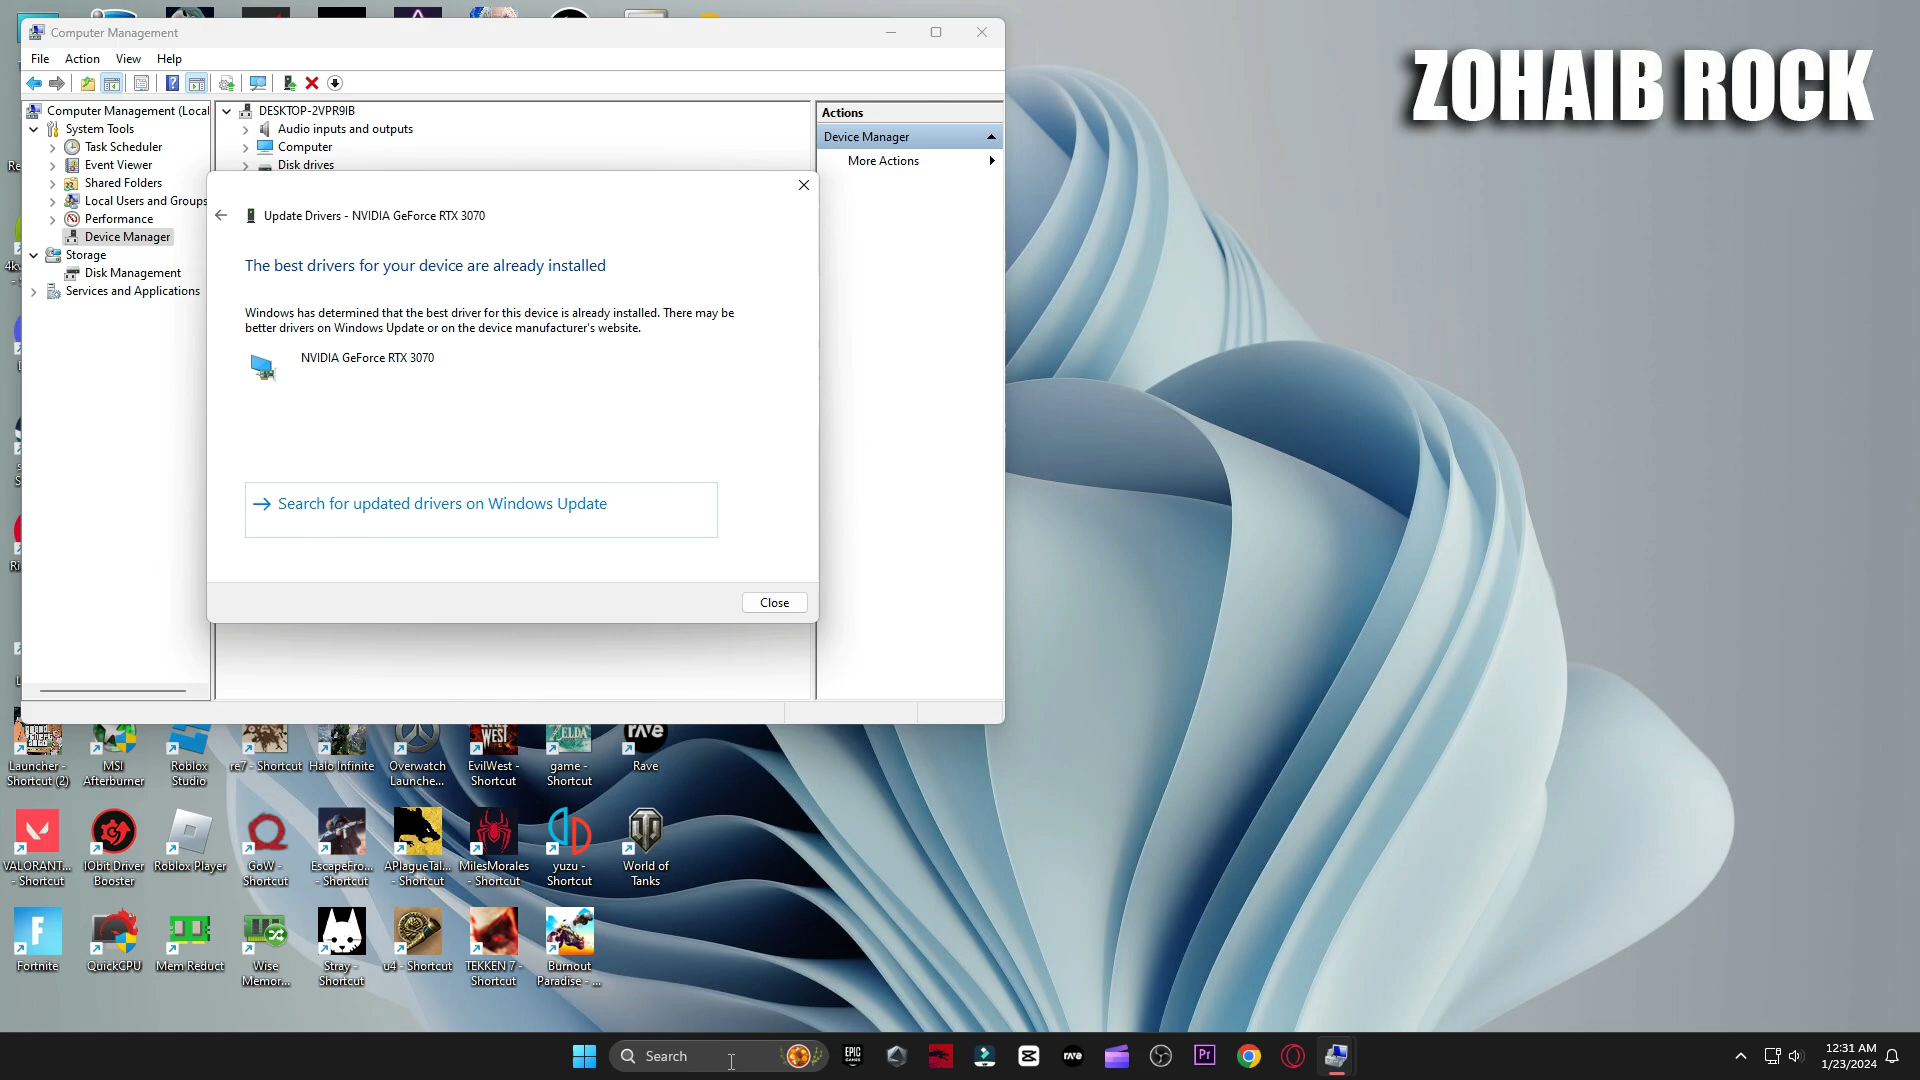 ZOHAIB ROCK
Computer Management
File Action View Help
Computer Management (Local
System Tools
Task Scheduler
Event Viewer
Shared Folders
Local Users and Groups
Performance
Device Manager
Storage
Disk Management
Services and Applications
DESKTOP-2VPR9IB
Audio inputs and outputs
Computer
Disk drives
Actions
Device Manager
More Actions
Update Drivers - NVIDIA GeForce RTX 3070
The best drivers for your device are already installed
Windows has determined that the best driver for this device is already installed. There may be
better drivers on Windows Update or on the device manufacturer's website.
NVIDIA GeForce RTX 3070
Search for updated drivers on Windows Update
Close
Launcher - Shortcut (2)
MSI Afterburner
Roblox Studio
re7 - Shortcut
Halo Infinite
Overwatch Launche...
EvilWest - Shortcut
game - Shortcut
Rave
VALORANT... - Shortcut
IObit Driver Booster
Roblox Player
GoW - Shortcut
EscapeFro... - Shortcut
APlagueTal... - Shortcut
MilesMorales - Shortcut
yuzu - Shortcut
World of Tanks
Fortnite
QuickCPU
Mem Reduct
Wise Memor...
Stray - Shortcut
u4 - Shortcut
TEKKEN 7 - Shortcut
Burnout Paradise - ...
Search
EPIC GAMES
rave
Pr
12:31 AM
1/23/2024